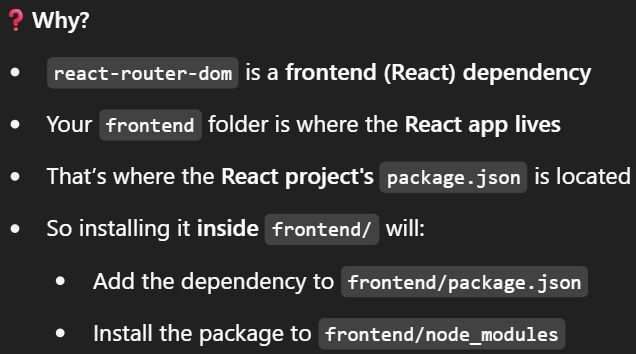 ❓ Why?
• react-router-dom is a frontend (React) dependency
• Your frontend folder is where the React app lives
• That’s where the React project's package.json is located
• So installing it inside frontend/ will:
• Add the dependency to frontend/package.json
• Install the package to frontend/node_modules